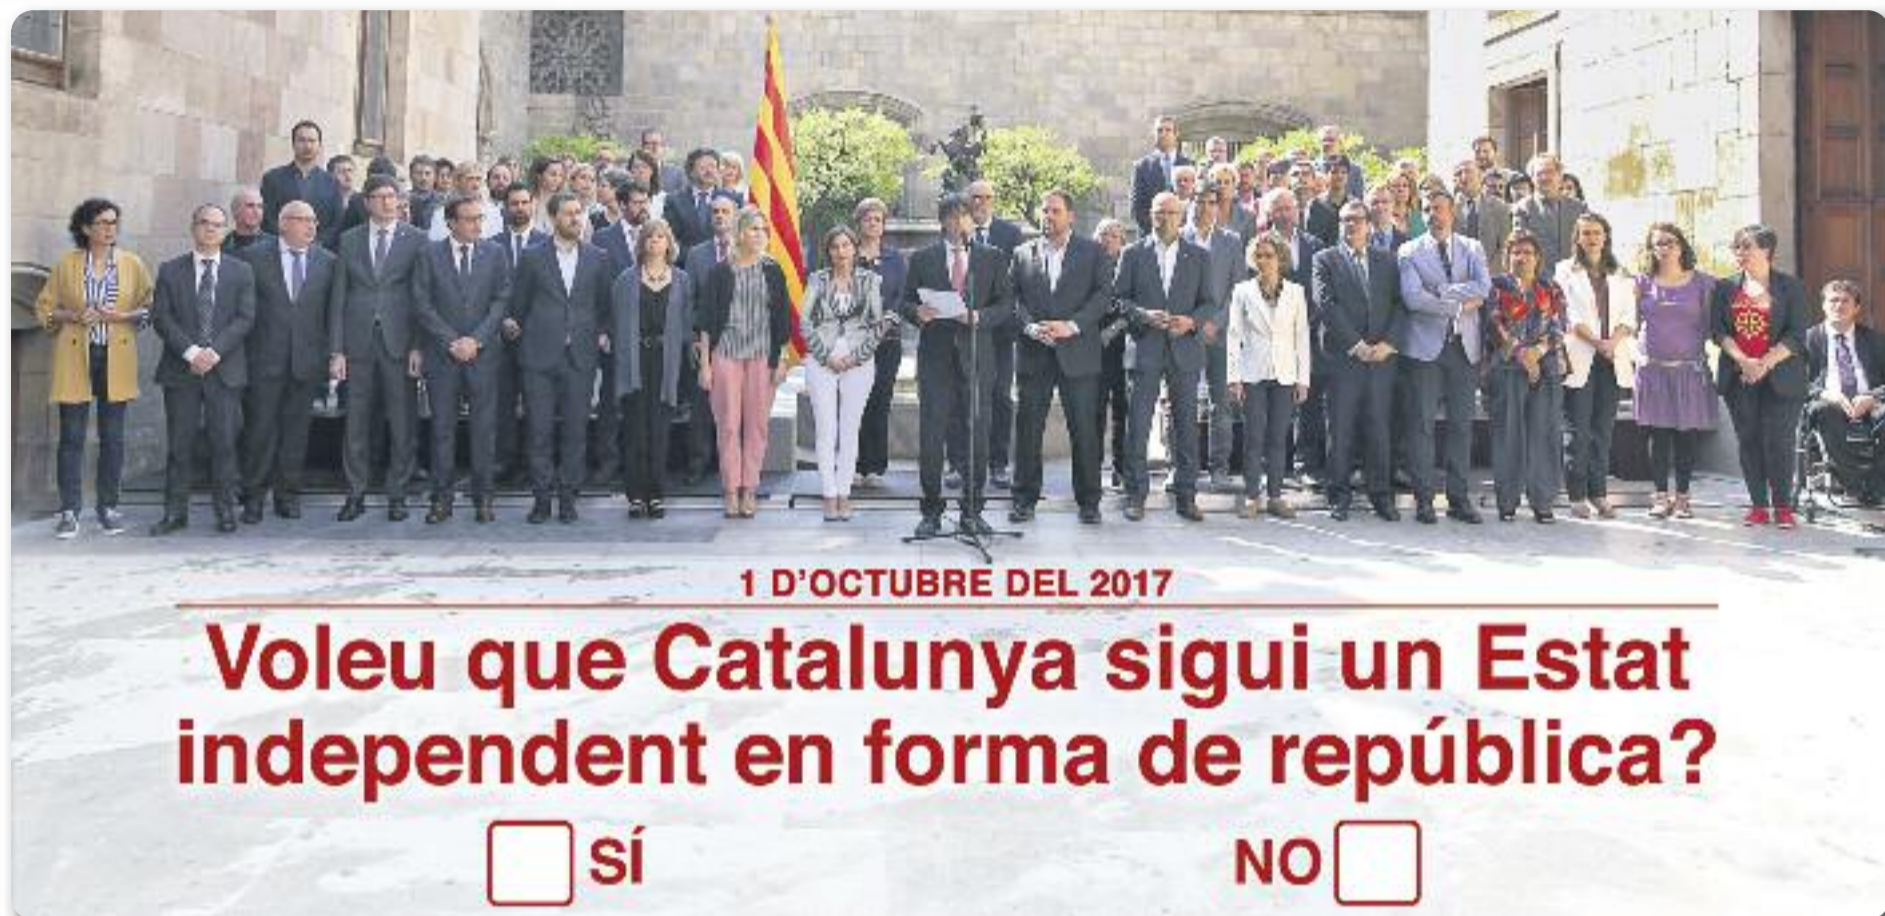 1 D'OCTUBRE DEL 2017
Voleu que Catalunya sigui un Estat
independent en forma de república?
SÍ NO